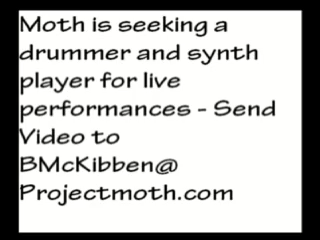 Moth is seeking a
drummer and synth
player for live
performances - Send
Video to
BMcKibben@
Projectmoth.com